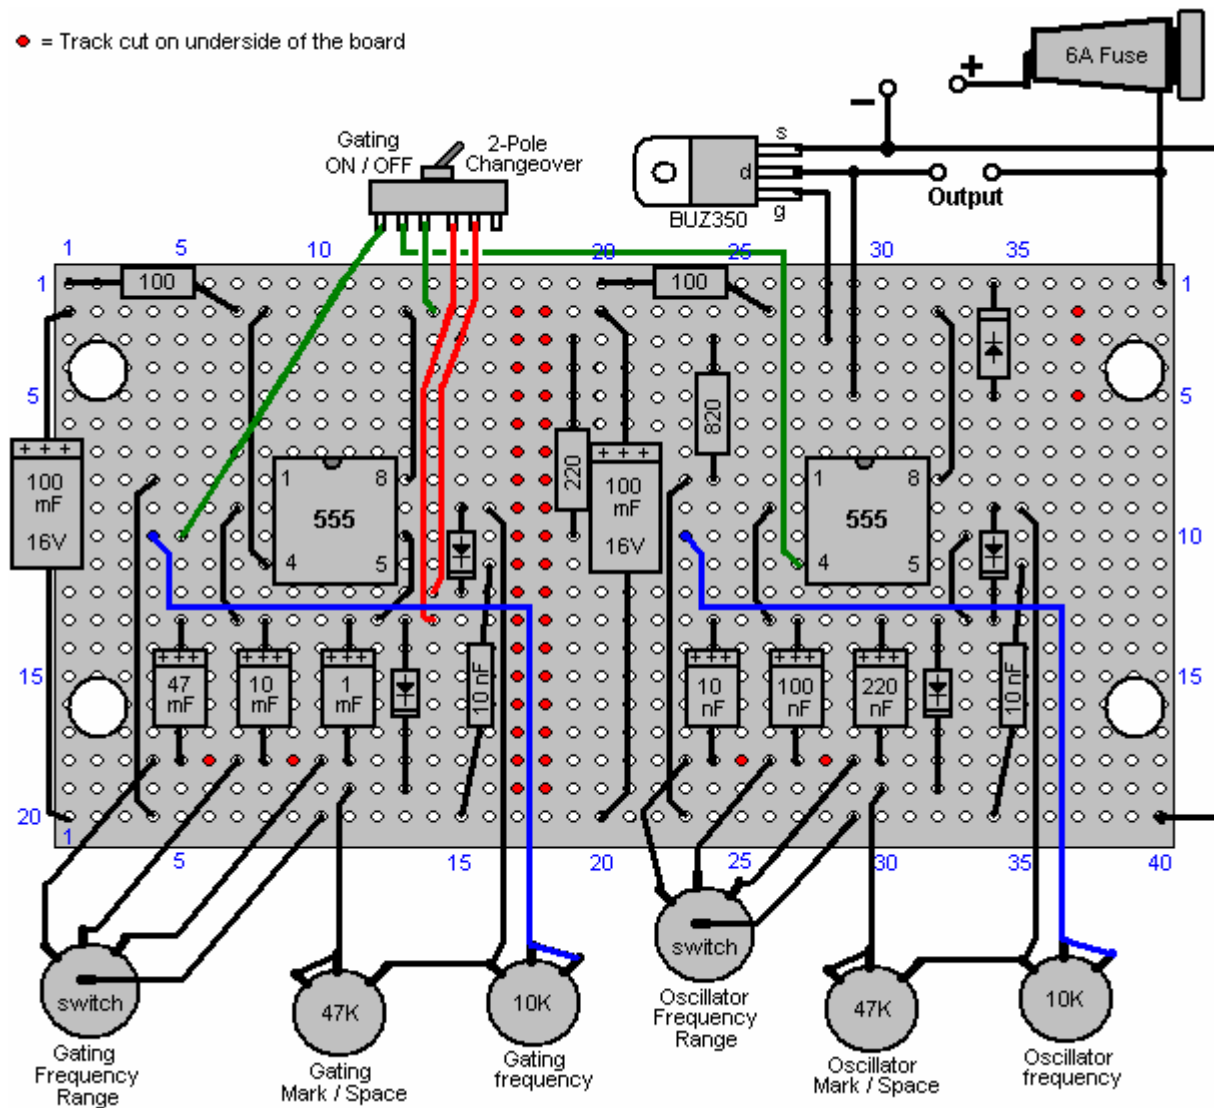 = Track cut on underside of the board
6A Fuse
+
−
Gating
ON / OFF
2-Pole
Changeover
s
d
g
BUZ350
Output
1
5
10
20
25
30
35
1
1
100
100
5
5
820
220
+ + +
100
mF
16V
1
8
555
4
5
+ + +
100
mF
16V
1
8
555
4
5
10
15
15
+++
47
mF
+++
10
mF
+++
1
mF
10 nF
+++
10
nF
+++
100
nF
+++
220
nF
10 nF
20
1
5
15
20
25
30
35
40
switch
Gating
Frequency
Range
47K
Gating
Mark / Space
10K
Gating
frequency
switch
Oscillator
Frequency
Range
47K
Oscillator
Mark / Space
10K
Oscillator
frequency